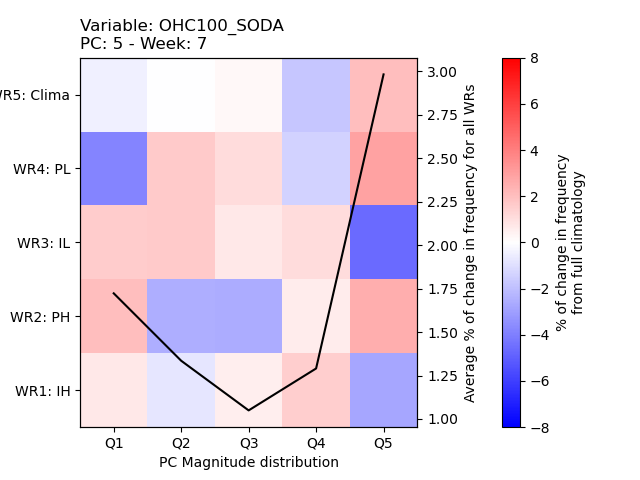 Variable: OHC100_SODA
PC: 5 - Week: 7
WR5: Clima
WR4: PL
WR3: IL
WR2: PH
WR1: IH
Q1 Q2 Q3 Q4 Q5
PC Magnitude distribution
3.00
2.75
2.50
2.25
2.00
1.75
1.50
1.25
1.00
Average % of change in frequency for all WRs
8
6
4
2
0
−2
−4
−6
−8
% of change in frequency
from full climatology